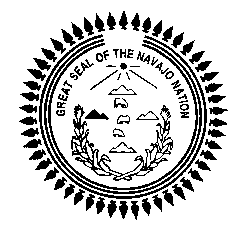 GREAT SEAL OF THE NAVAJO NATION